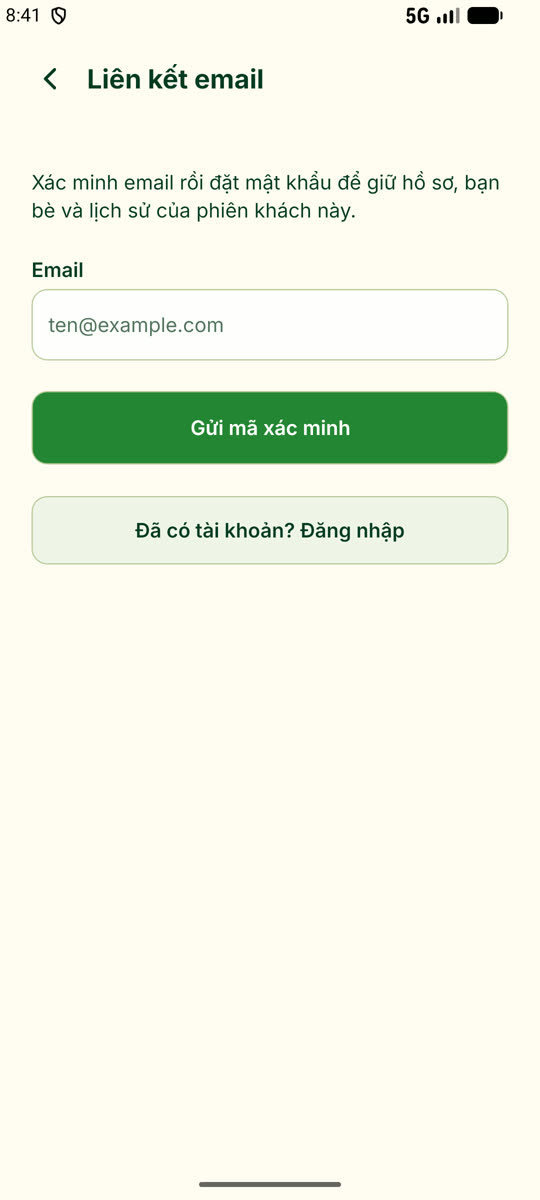 8:41
5G
Liên kết email
Xác minh email rồi đặt mật khẩu để giữ hồ sơ, bạn
bè và lịch sử của phiên khách này.
Email
ten@example.com
Gửi mã xác minh
Đã có tài khoản? Đăng nhập